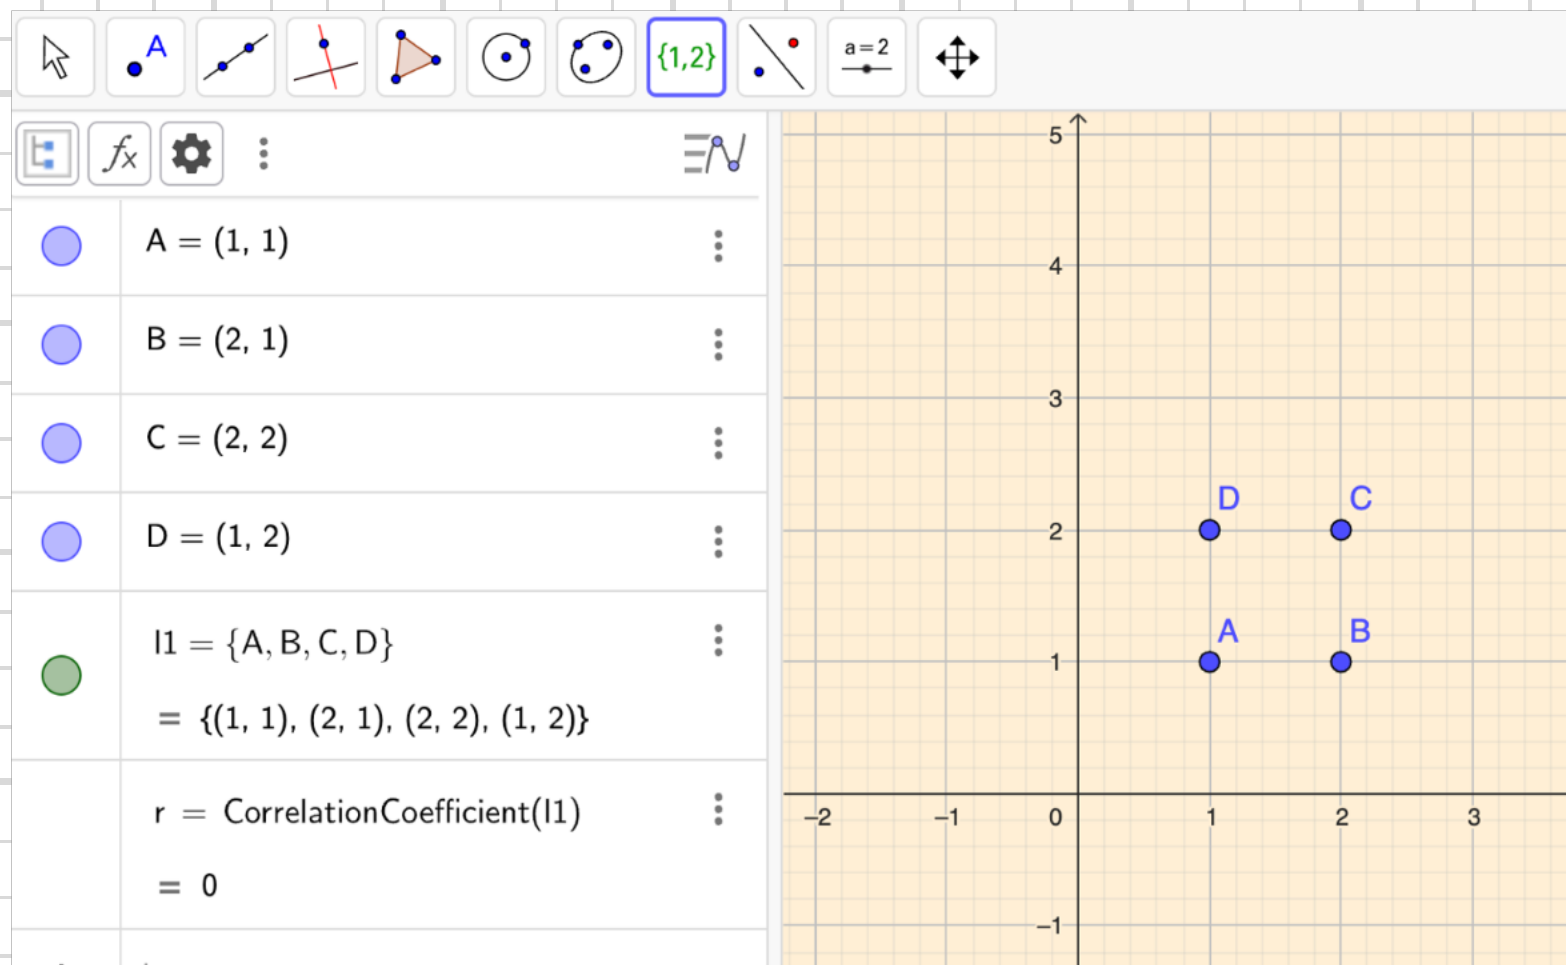 A
{1,2}
a=2
fx
A = (1, 1)
B = (2, 1)
C = (2, 2)
D = (1, 2)
l1 = {A, B, C, D}
= {(1, 1), (2, 1), (2, 2), (1, 2)}
r = CorrelationCoefficient(l1)
= 0
5
4
3
D C
2
A B
1
–2 –1 0 1 2 3
–1